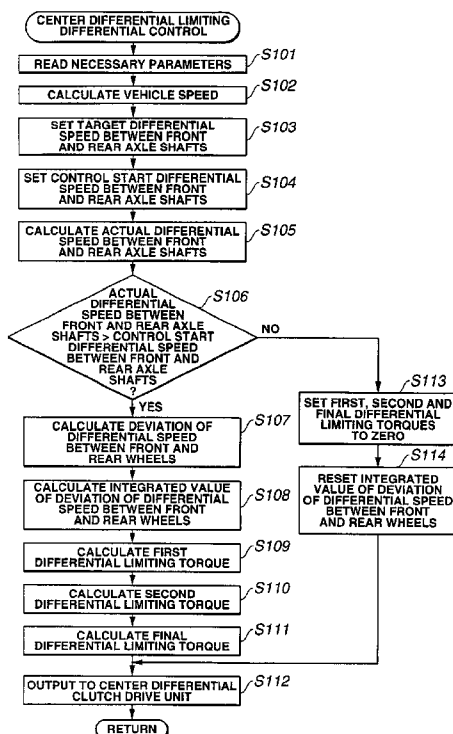 CENTER DIFFERENTIAL LIMITING
DIFFERENTIAL CONTROL
S101
READ NECESSARY PARAMETERS
S102
CALCULATE VEHICLE SPEED
S103
SET TARGET DIFFERENTIAL
SPEED BETWEEN FRONT
AND REAR AXLE SHAFTS
S104
SET CONTROL START DIFFERENTIAL
SPEED BETWEEN FRONT
AND REAR AXLE SHAFTS
S105
CALCULATE ACTUAL DIFFERENTIAL
SPEED BETWEEN FRONT
AND REAR AXLE SHAFTS
S106
ACTUAL
DIFFERENTIAL
SPEED BETWEEN
FRONT AND REAR AXLE
SHAFTS > CONTROL START
DIFFERENTIAL SPEED
BETWEEN FRONT AND
REAR AXLE
SHAFTS
?
NO
YES
S107
CALCULATE DEVIATION OF
DIFFERENTIAL SPEED
BETWEEN FRONT AND
REAR WHEELS
S108
CALCULATE INTEGRATED VALUE
OF DEVIATION OF DIFFERENTIAL
SPEED BETWEEN FRONT
AND REAR WHEELS
S109
CALCULATE FIRST
DIFFERENTIAL LIMITING TORQUE
S110
CALCULATE SECOND
DIFFERENTIAL LIMITING TORQUE
S111
CALCULATE FINAL
DIFFERENTIAL LIMITING TORQUE
S113
SET FIRST, SECOND AND
FINAL DIFFERENTIAL
LIMITING TORQUES
TO ZERO
S114
RESET INTEGRATED
VALUE OF DEVIATION
OF DIFFERENTIAL SPEED
BETWEEN FRONT
AND REAR WHEELS
S112
OUTPUT TO CENTER DIFFERENTIAL
CLUTCH DRIVE UNIT
RETURN